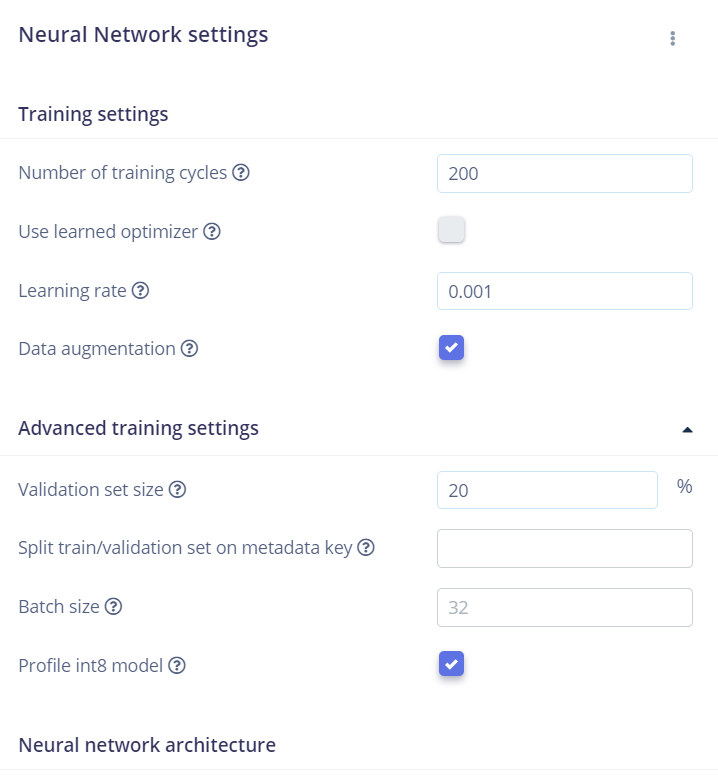 Neural Network settings
Training settings
Number of training cycles ?
200
Use learned optimizer ?
Learning rate ?
0.001
Data augmentation ?
Advanced training settings
Validation set size ?
20
%
Split train/validation set on metadata key ?
Batch size ?
32
Profile int8 model ?
Neural network architecture